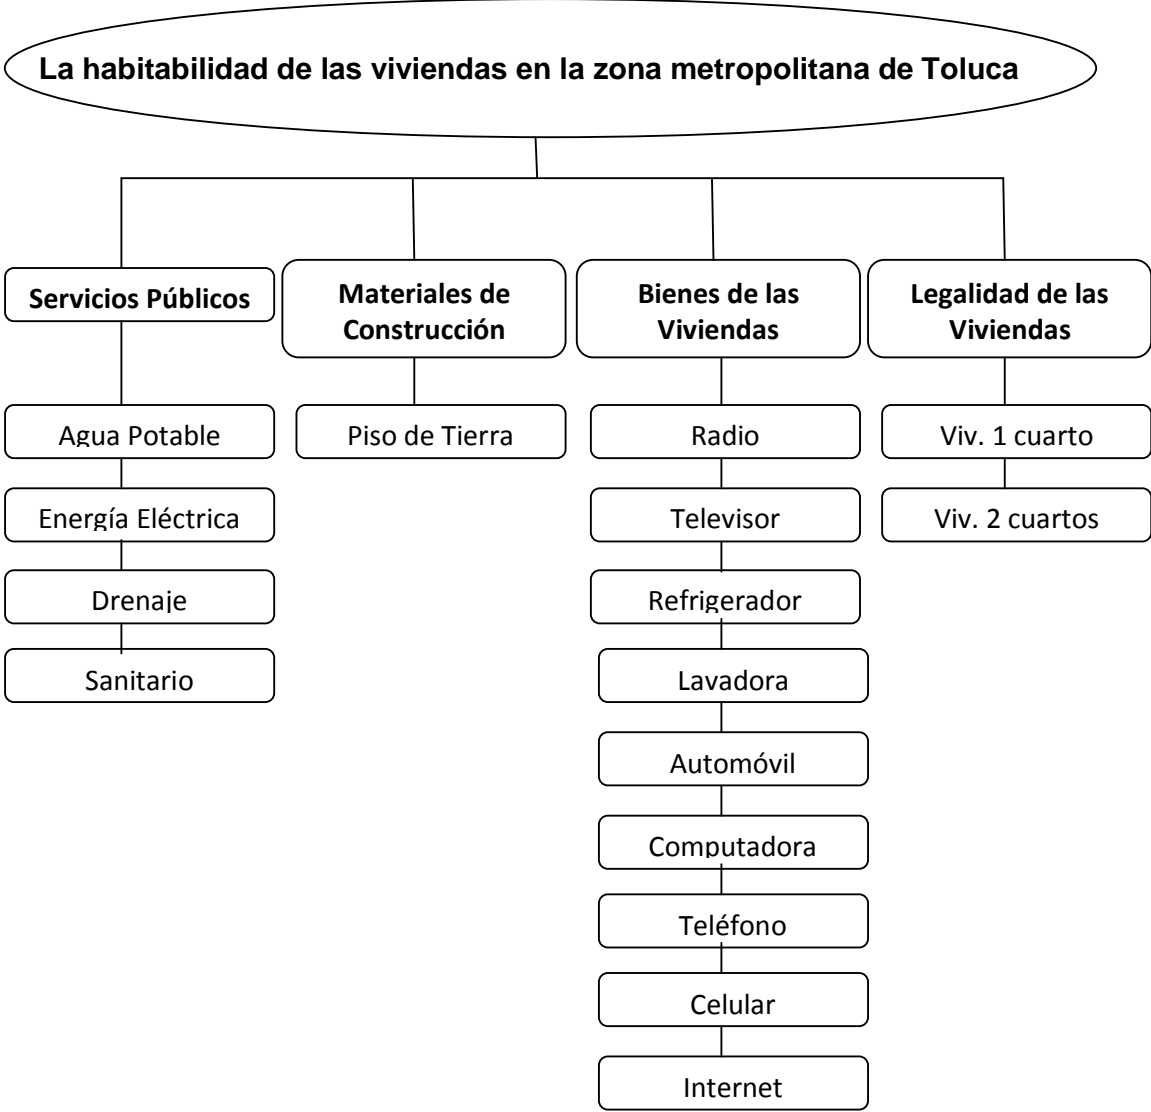 La habitabilidad de las viviendas en la zona metropolitana de Toluca
Servicios Públicos
Agua Potable
Energía Eléctrica
Drenaje
Sanitario
Materiales de
Construcción
Piso de Tierra
Bienes de las
Viviendas
Radio
Televisor
Refrigerador
Lavadora
Automóvil
Computadora
Teléfono
Celular
Internet
Legalidad de las
Viviendas
Viv. 1 cuarto
Viv. 2 cuartos